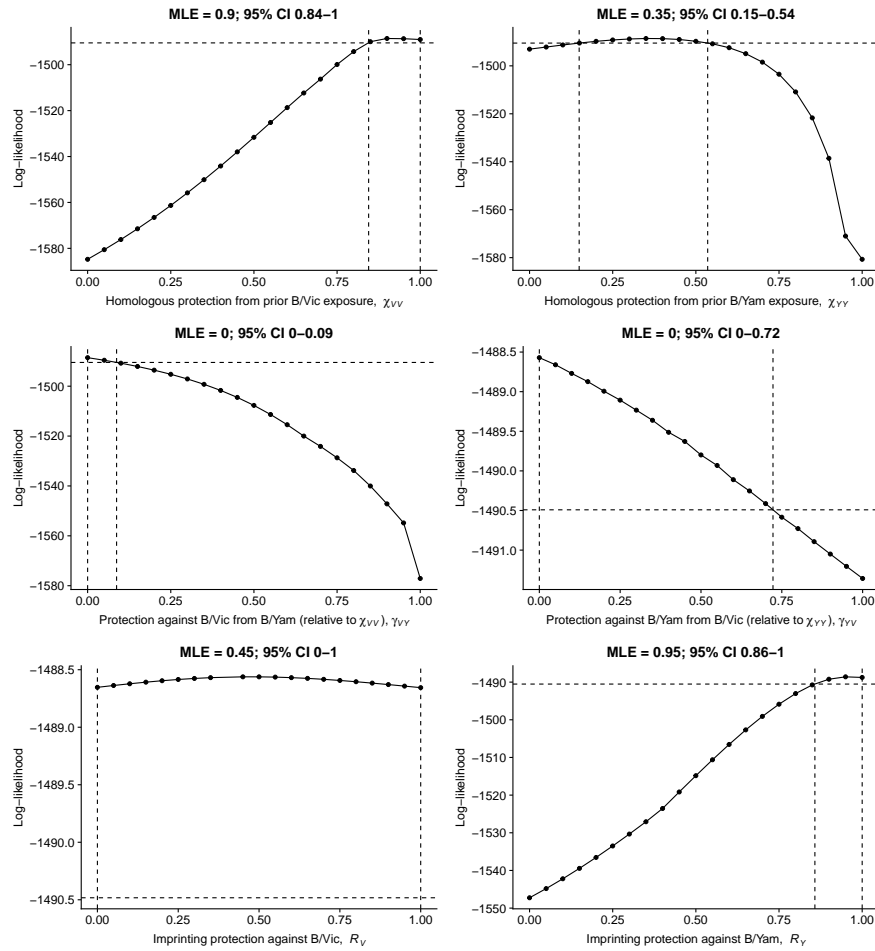 MLE = 0.9; 95% CI 0.84−1
Log−likelihood
−1500
−1520
−1540
−1560
−1580
0.00 0.25 0.50 0.75 1.00
Homologous protection from prior B/Vic exposure, χVV
MLE = 0.35; 95% CI 0.15−0.54
Log−likelihood
−1500
−1520
−1540
−1560
−1580
0.00 0.25 0.50 0.75 1.00
Homologous protection from prior B/Yam exposure, χYY
MLE = 0; 95% CI 0−0.09
Log−likelihood
−1500
−1520
−1540
−1560
−1580
0.00 0.25 0.50 0.75 1.00
Protection against B/Vic from B/Yam (relative to χVV), γVY
MLE = 0; 95% CI 0−0.72
Log−likelihood
−1488.5
−1489.0
−1489.5
−1490.0
−1490.5
−1491.0
0.00 0.25 0.50 0.75 1.00
Protection against B/Yam from B/Vic (relative to χYY), γYV
MLE = 0.45; 95% CI 0−1
Log−likelihood
−1488.5
−1489.0
−1489.5
−1490.0
−1490.5
0.00 0.25 0.50 0.75 1.00
Imprinting protection against B/Vic, RV
MLE = 0.95; 95% CI 0.86−1
Log−likelihood
−1490
−1500
−1510
−1520
−1530
−1540
−1550
0.00 0.25 0.50 0.75 1.00
Imprinting protection against B/Yam, RY